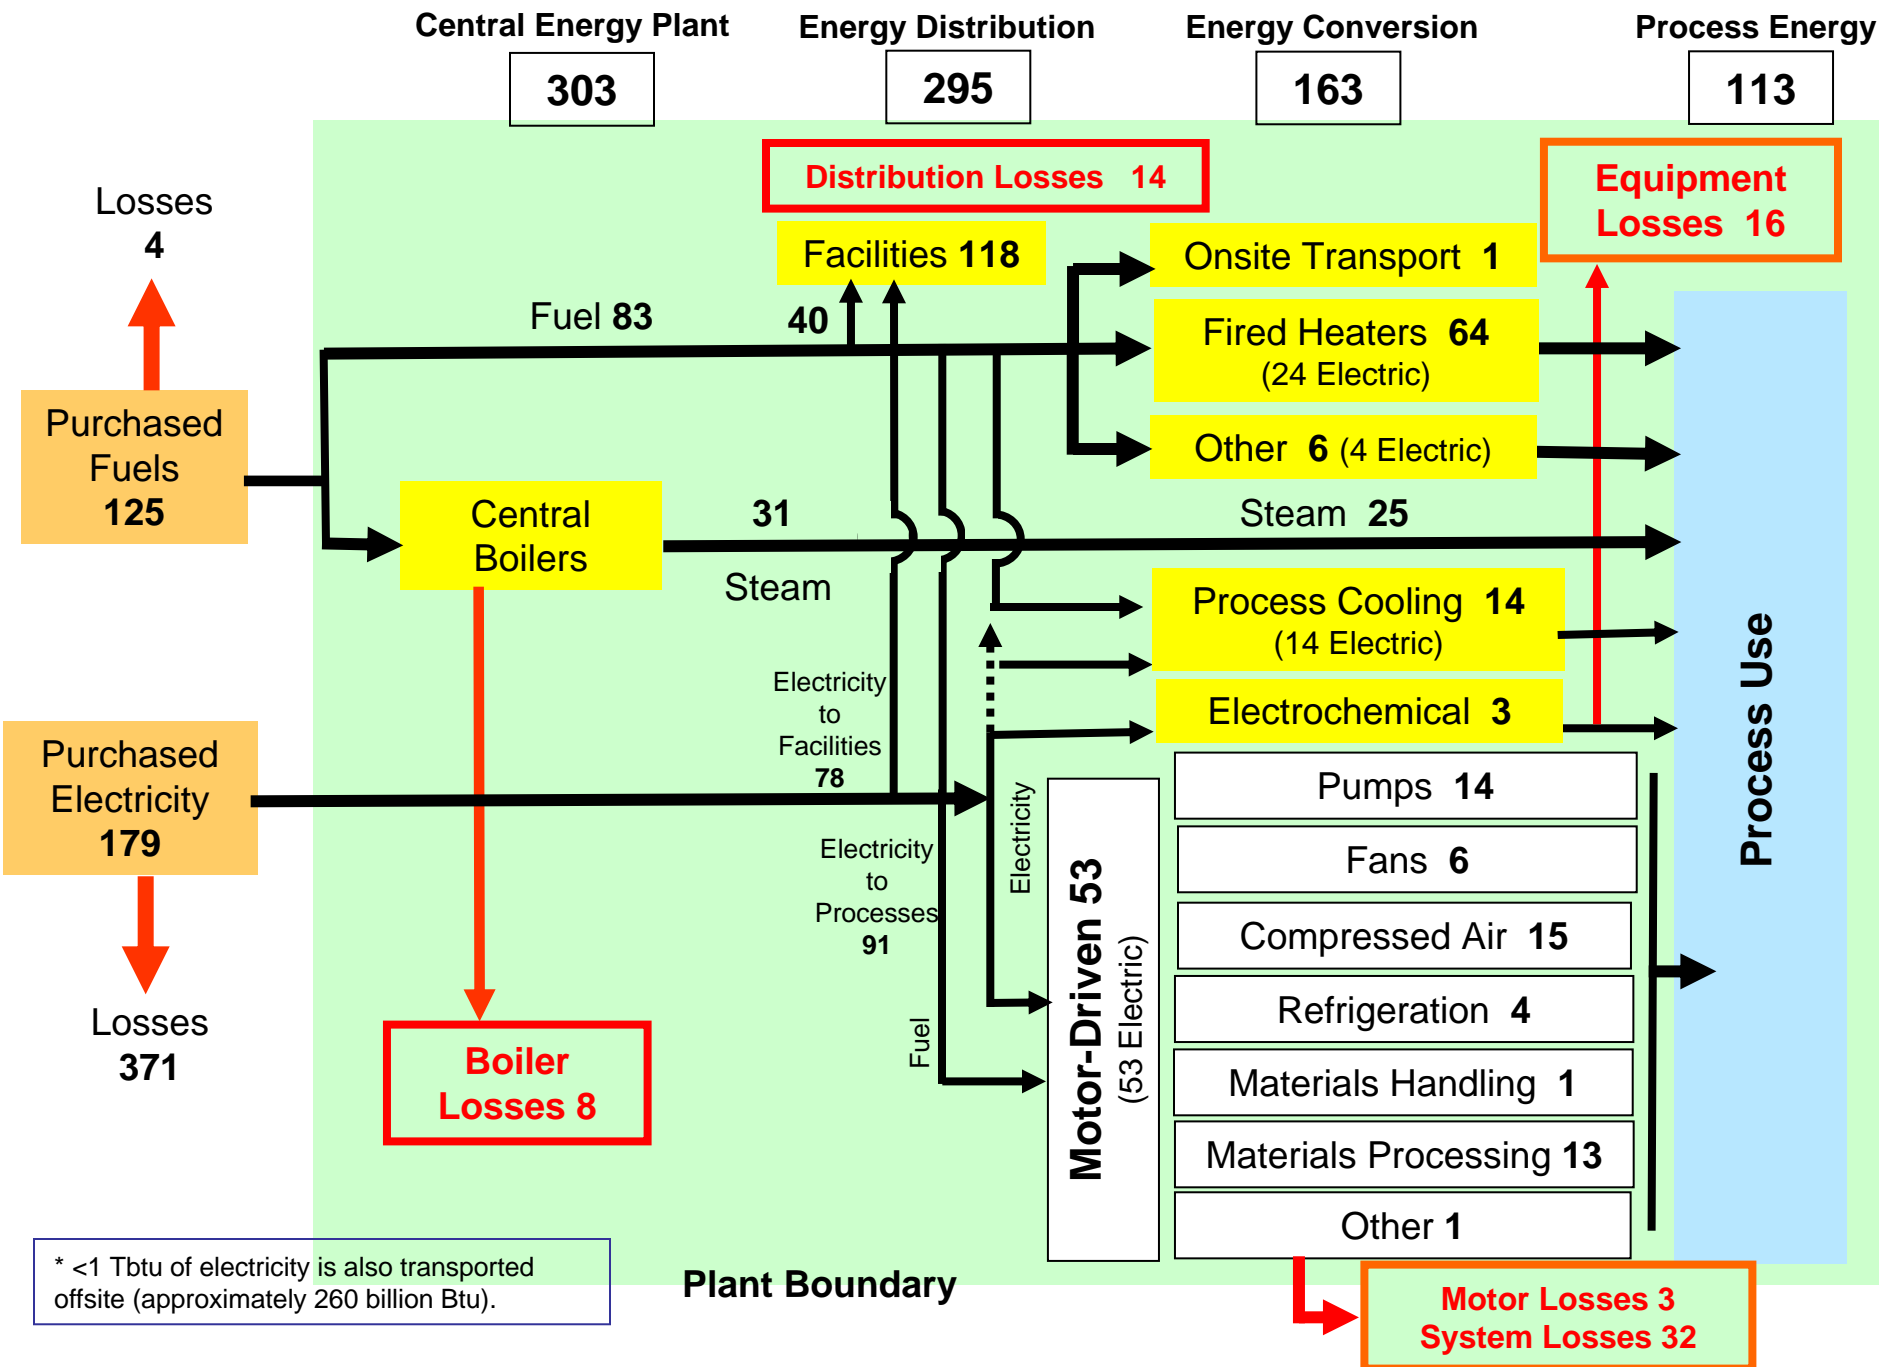 Central Energy Plant
Energy Distribution
Energy Conversion
Process Energy
303
295
163
113
Distribution Losses 14
Equipment
Losses 16
Losses
4
Facilities 118
Onsite Transport 1
Fuel 83
40
Fired Heaters 64
(24 Electric)
Purchased
Fuels
125
Other 6 (4 Electric)
Central
Boilers
31
Steam
Steam 25
Process Cooling 14
(14 Electric)
Electricity
to
Facilities
78
Electrochemical 3
Process Use
Purchased
Electricity
179
Electricity
to
Processes
91
Electricity
Fuel
Motor-Driven 53
(53 Electric)
Pumps 14
Fans 6
Compressed Air 15
Refrigeration 4
Materials Handling 1
Materials Processing 13
Other 1
Losses
371
Boiler
Losses 8
* <1 Tbtu of electricity is also transported
offsite (approximately 260 billion Btu).
Plant Boundary
Motor Losses 3
System Losses 32